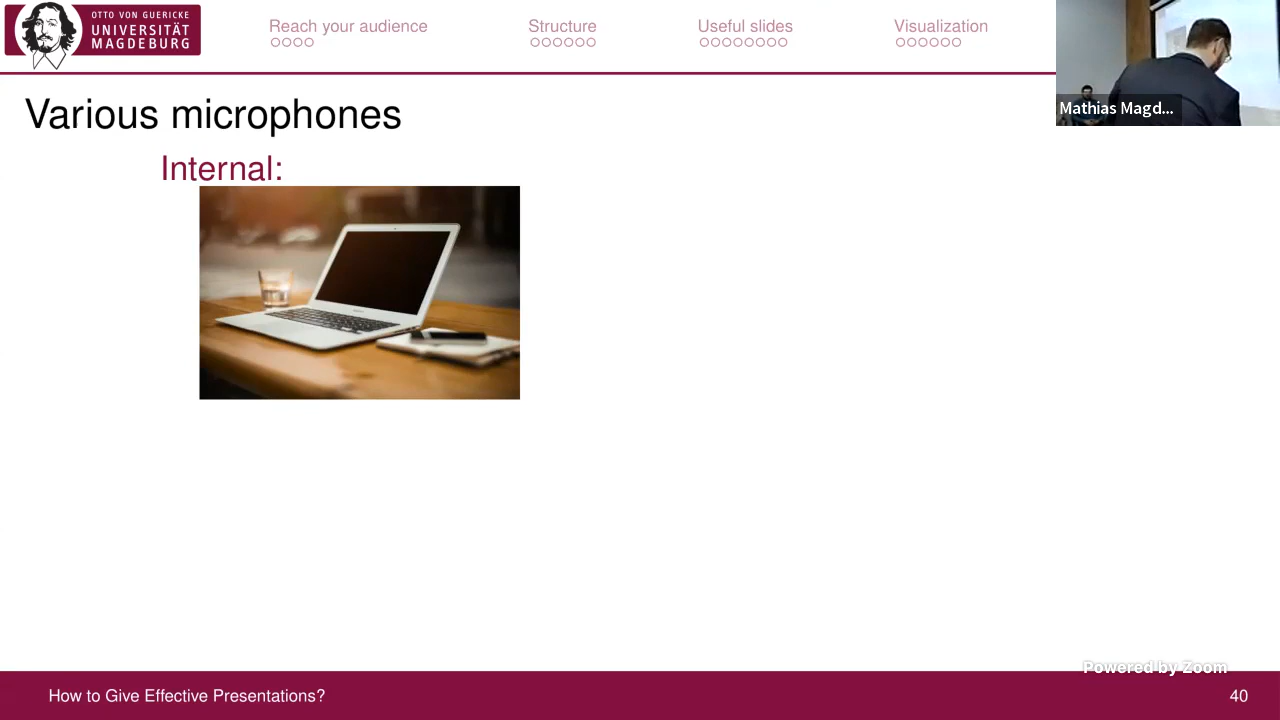 OTTO VON GUERICKE
UNIVERSITÄT
MAGDEBURG
Reach your audience
Structure
Useful slides
Visualization
Mathias Magd...
Various microphones
Internal:
Powered by Zoom
How to Give Effective Presentations?
40